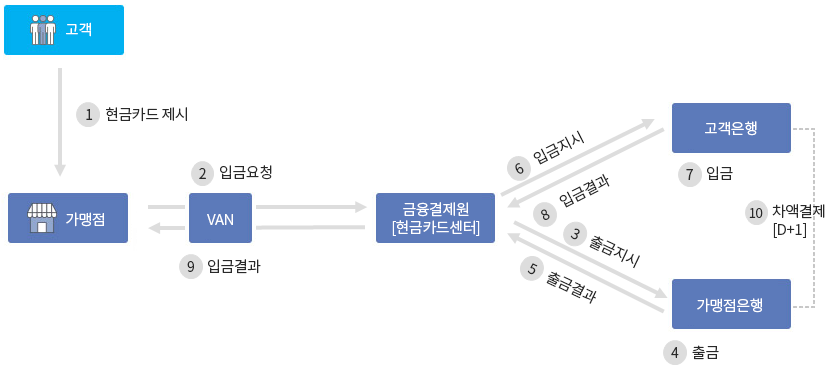 고객
1 현금카드 제시
2 입금요청
가맹점
VAN
금융결제원
[현금카드센터]
9 입금결과
6 입금지시
8 입금결과
3 출금지시
5 출금결과
고객은행
7 입금
10 차액결제
[D+1]
가맹점은행
4 출금